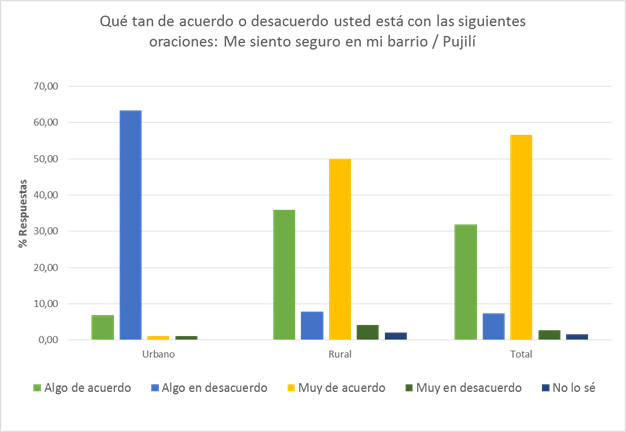 Qué tan de acuerdo o desacuerdo usted está con las siguientes
oraciones: Me siento seguro en mi barrio / Pujilí
70,00
60,00
50,00
40,00
30,00
20,00
10,00
0,00
% Respuestas
Urbano Rural Total
Algo de acuerdo Algo en desacuerdo Muy de acuerdo Muy en desacuerdo No lo sé